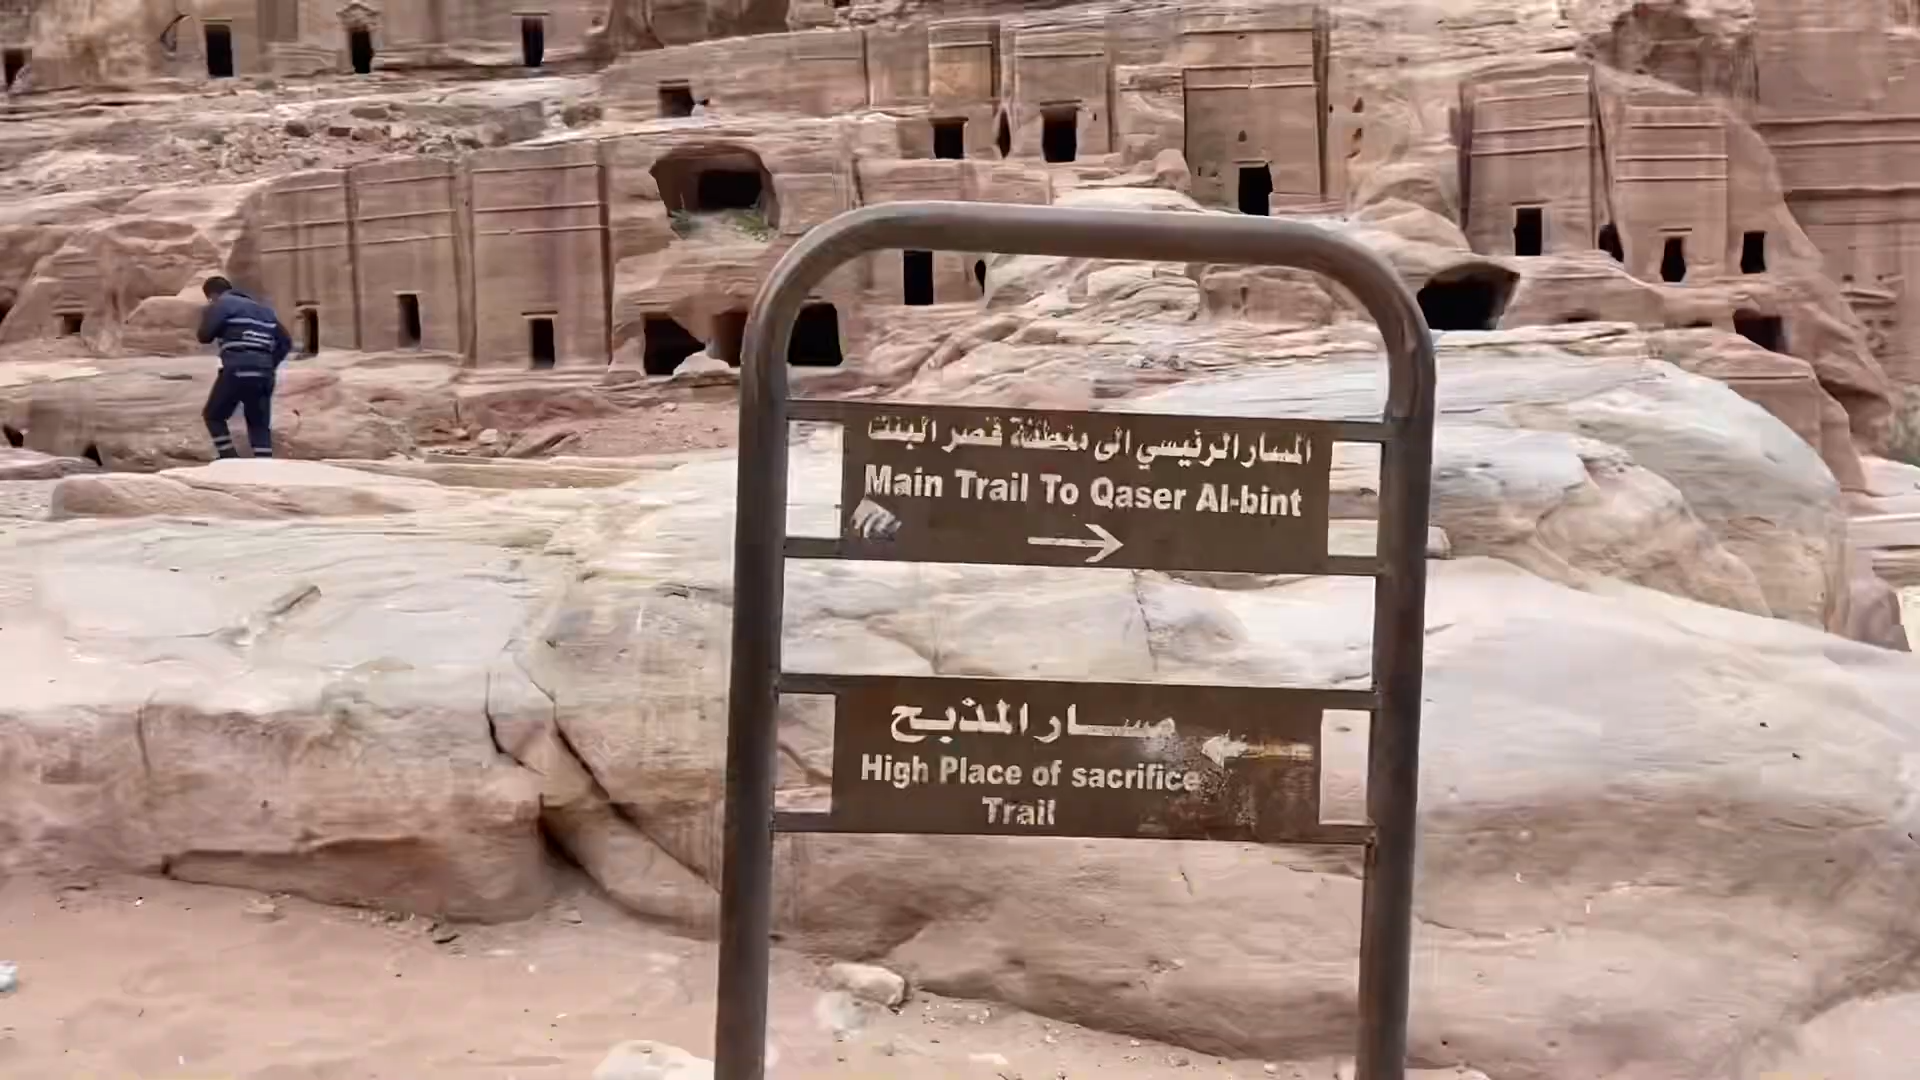 المسار الرئيسي الى منطقة قصر البنت
Main Trail To Qaser Al-bint
مسار المذبح
High Place of sacrifice
Trail